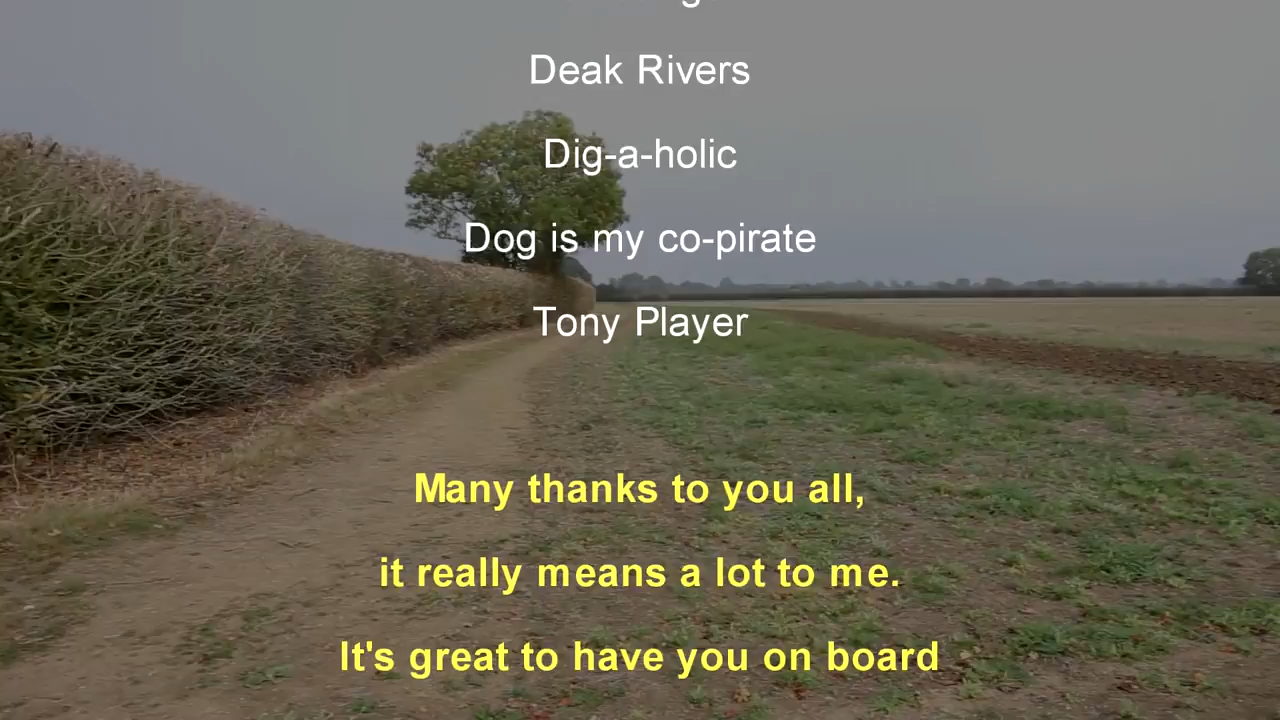 Deak Rivers
Dig-a-holic
Dog is my co-pirate
Tony Player
Many thanks to you all,
it really means a lot to me.
It's great to have you on board